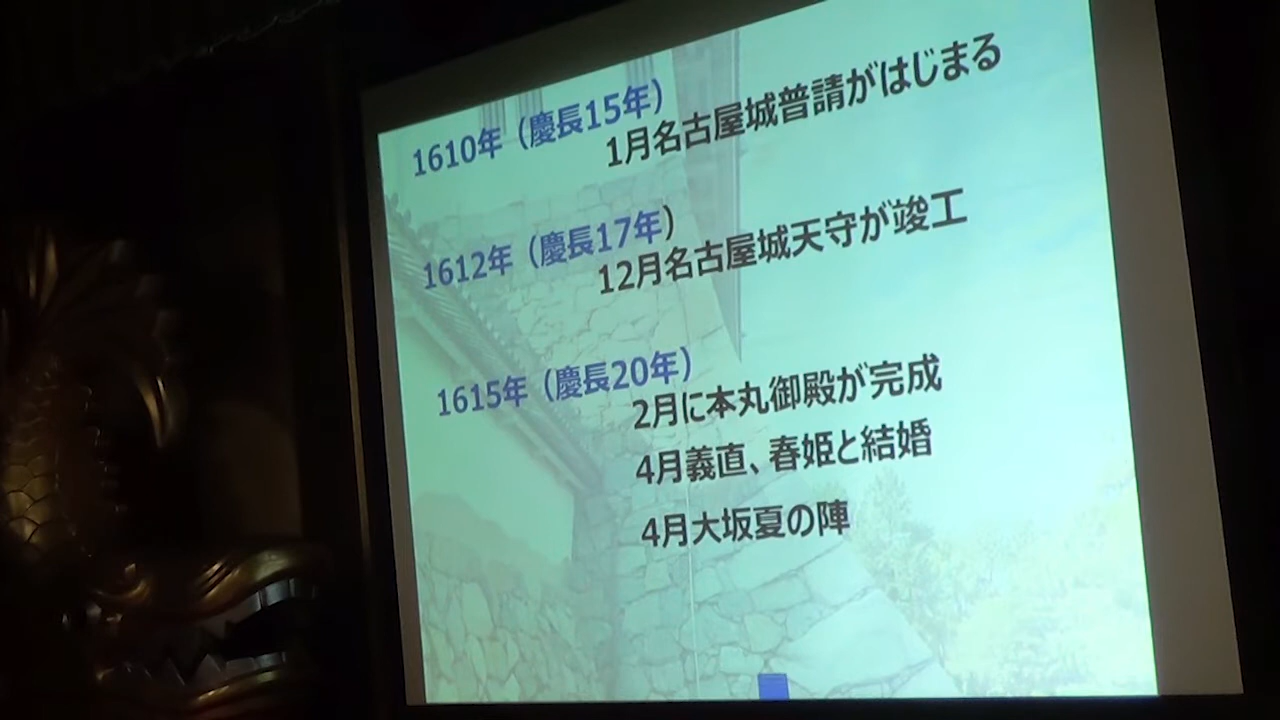 1610年（慶長15年）
1月名古屋城普請がはじまる
1612年（慶長17年）
12月名古屋城天守が竣工
1615年（慶長20年）
2月に本丸御殿が完成
4月義直、春姫と結婚
4月大坂夏の陣